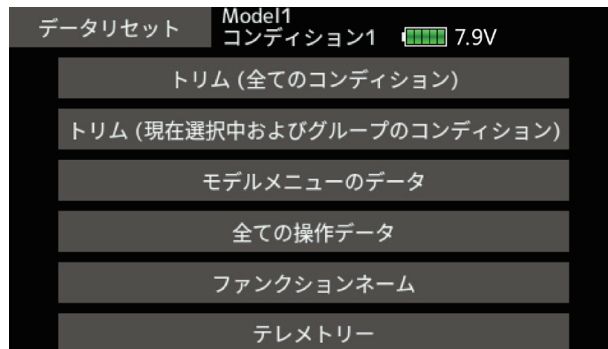 データリセット
Model1
コンディション1 7.9V
トリム (全てのコンディション)
トリム (現在選択中およびグループのコンディション)
モデルメニューのデータ
全ての操作データ
ファンクションネーム
テレメトリー